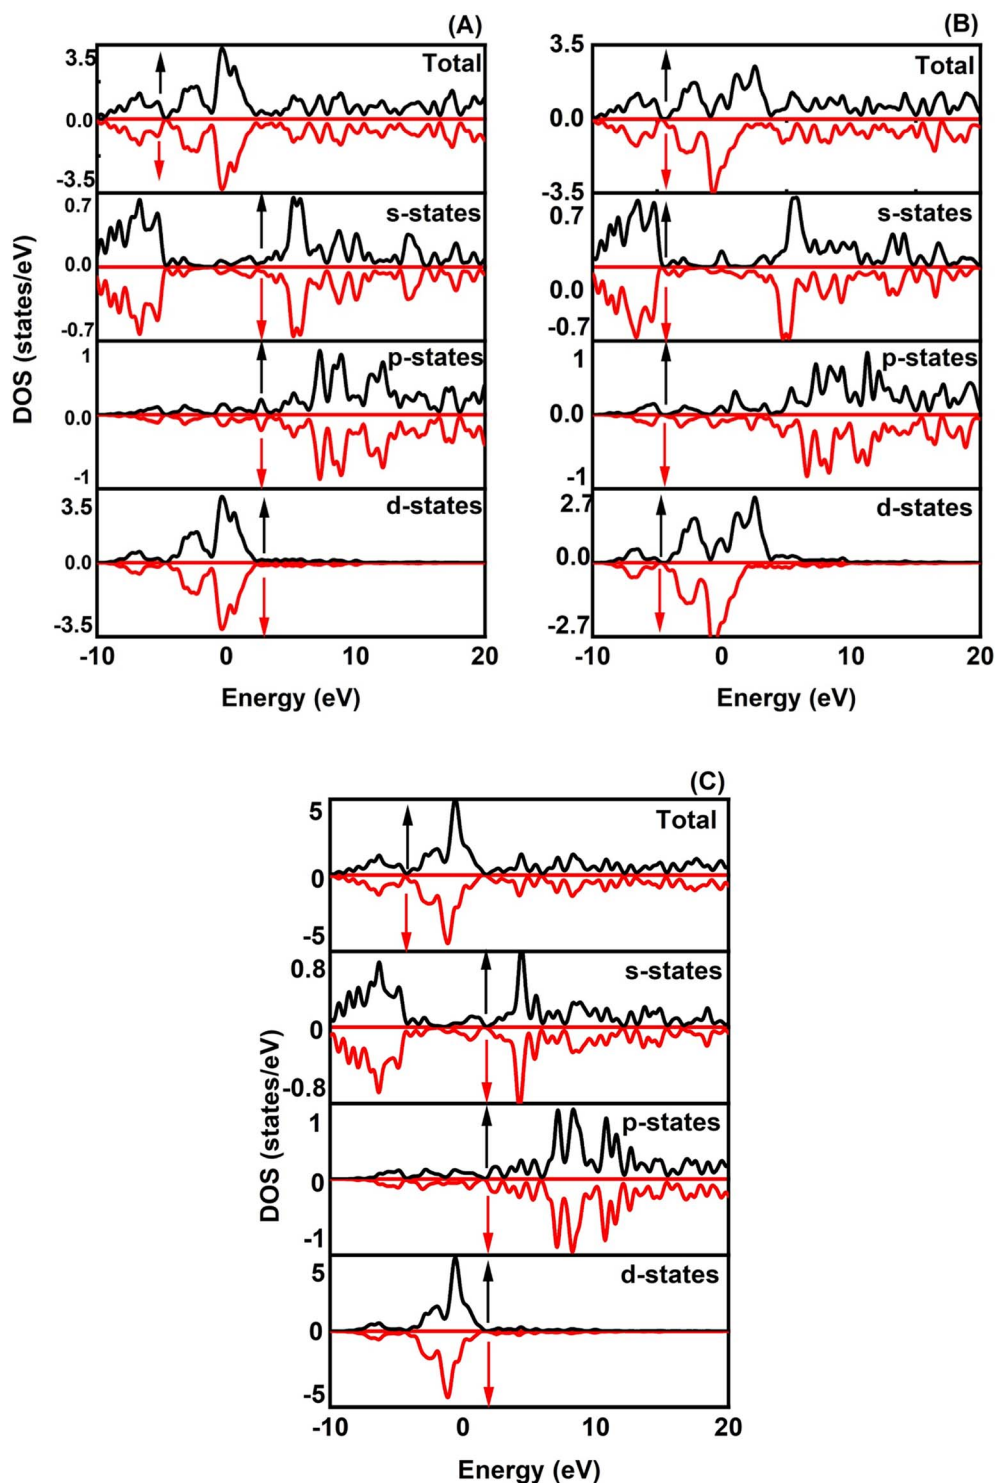 (A)
3.5
Total
0.0
-3.5
0.7
s-states
0.0
-0.7
1
p-states
0.0
-1
3.5
d-states
0.0
-3.5
-10 0 10 20
Energy (eV)
DOS (states/eV)
(B)
3.5
Total
0.0
-3.5
0.7
s-states
0.0
-0.7
1
p-states
0.0
-1
2.7
d-states
0.0
-2.7
-10 0 10 20
Energy (eV)
(C)
5
Total
0
-5
0.8
s-states
0
-0.8
1
p-states
0
-1
5
d-states
0
-5
-10 0 10 20
Energy (eV)
DOS (states/eV)